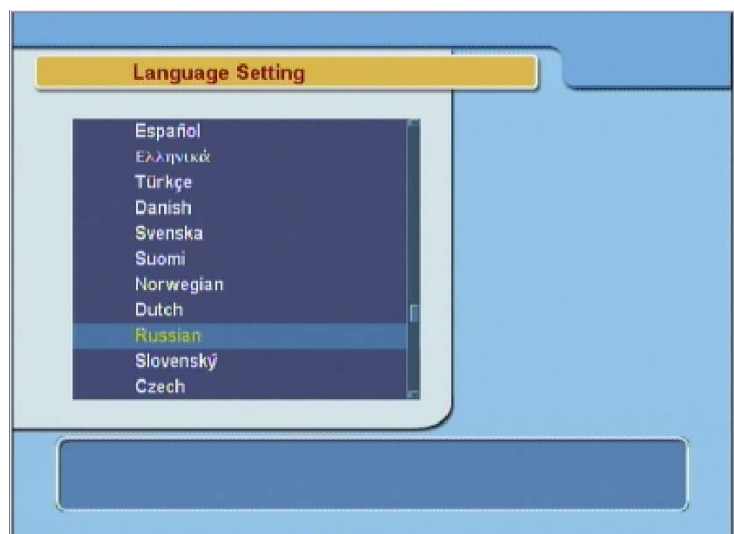 Language Setting
Español
Ελληνικά
Türkçe
Danish
Svenska
Suomi
Norwegian
Dutch
Russian
Slovenský
Czech